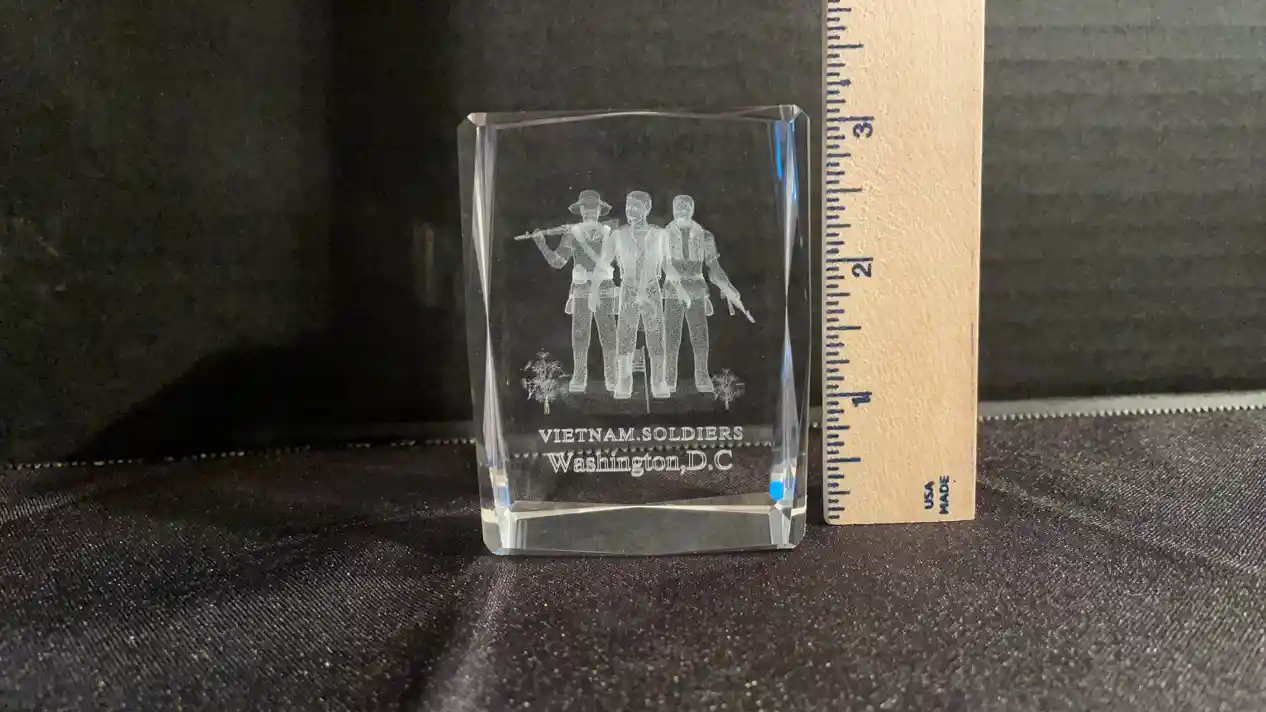 VIETNAM.SOLDIERS
Washington,D.C
3
2
1
USA
MADE